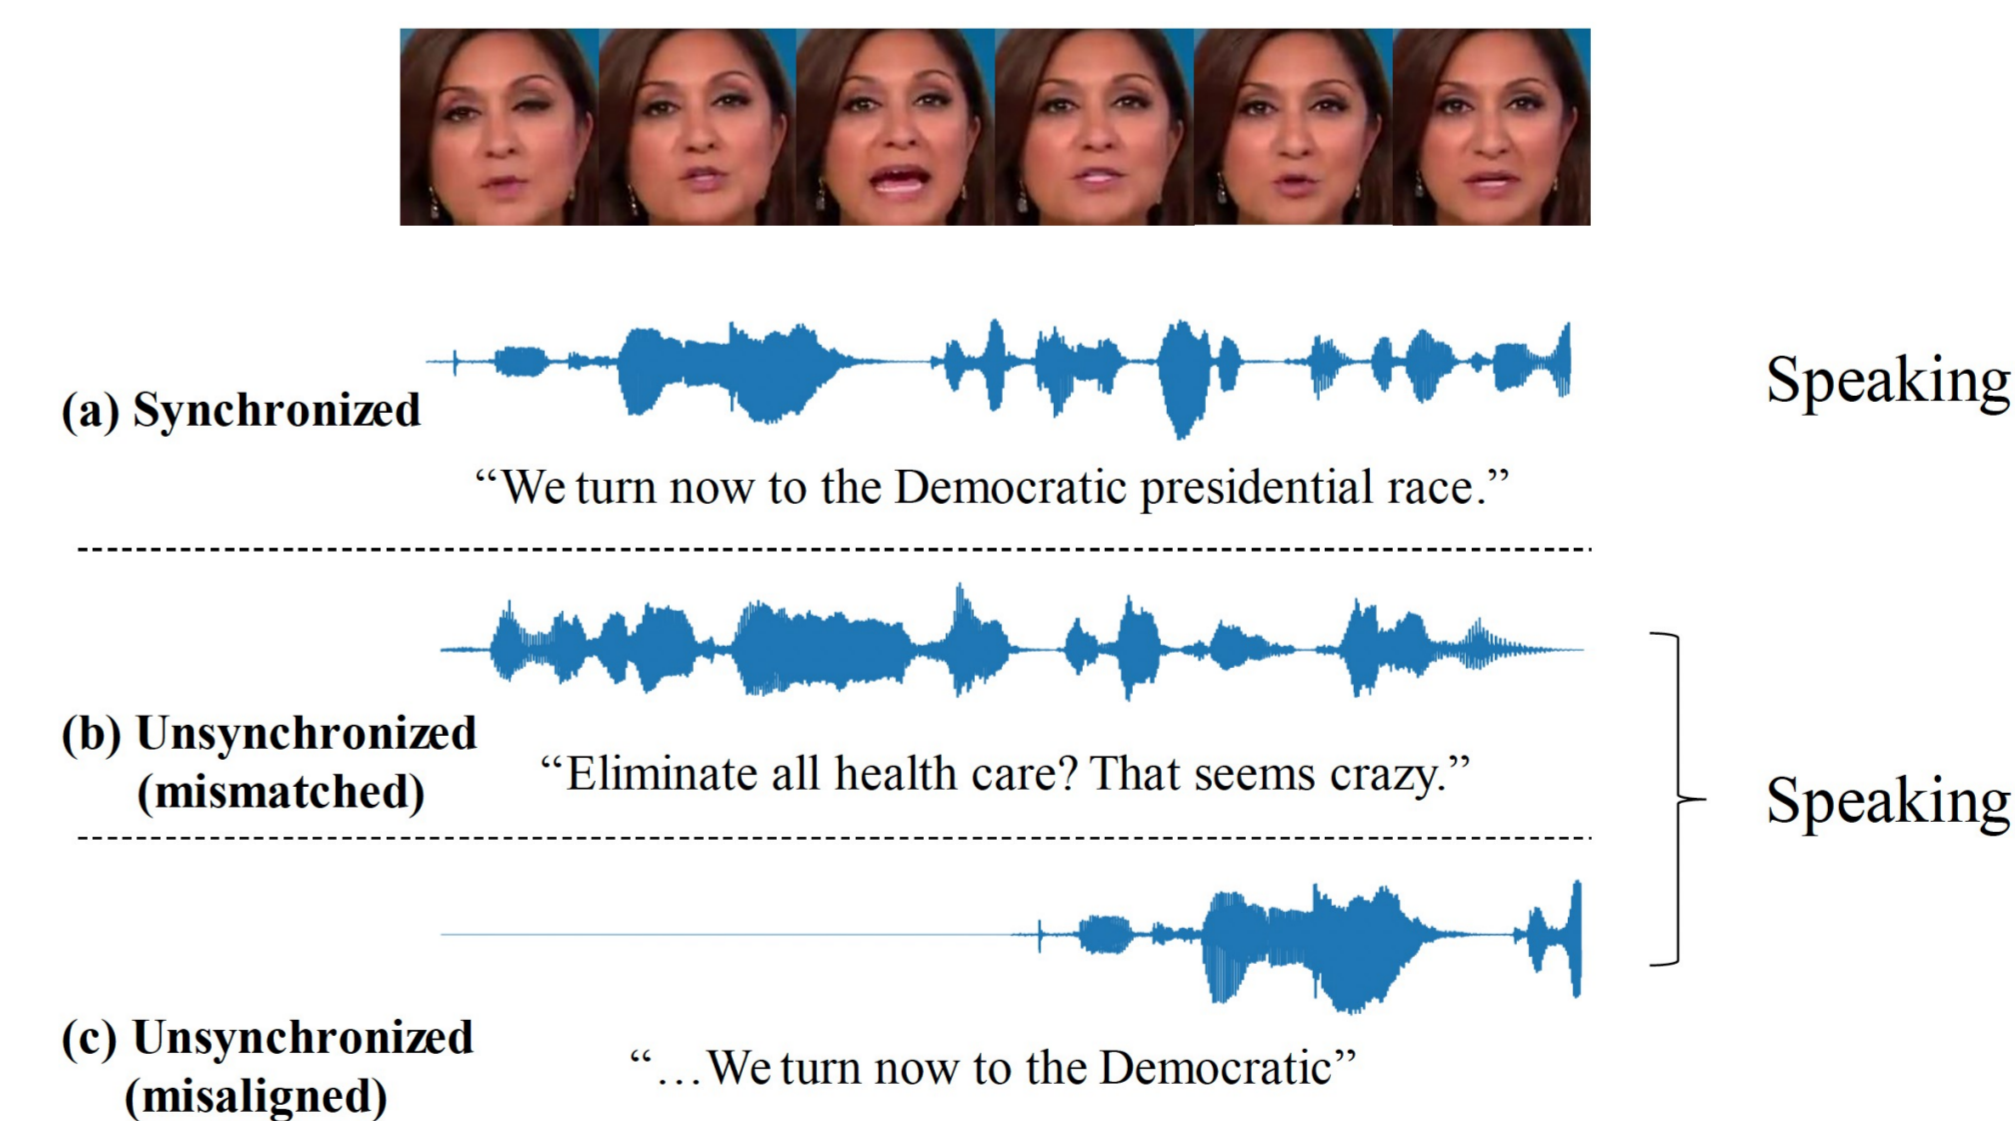 (a) Synchronized
Speaking
“We turn now to the Democratic presidential race.”
(b) Unsynchronized
(mismatched)
“Eliminate all health care? That seems crazy.”
Speaking
(c) Unsynchronized
(misaligned)
“…We turn now to the Democratic”